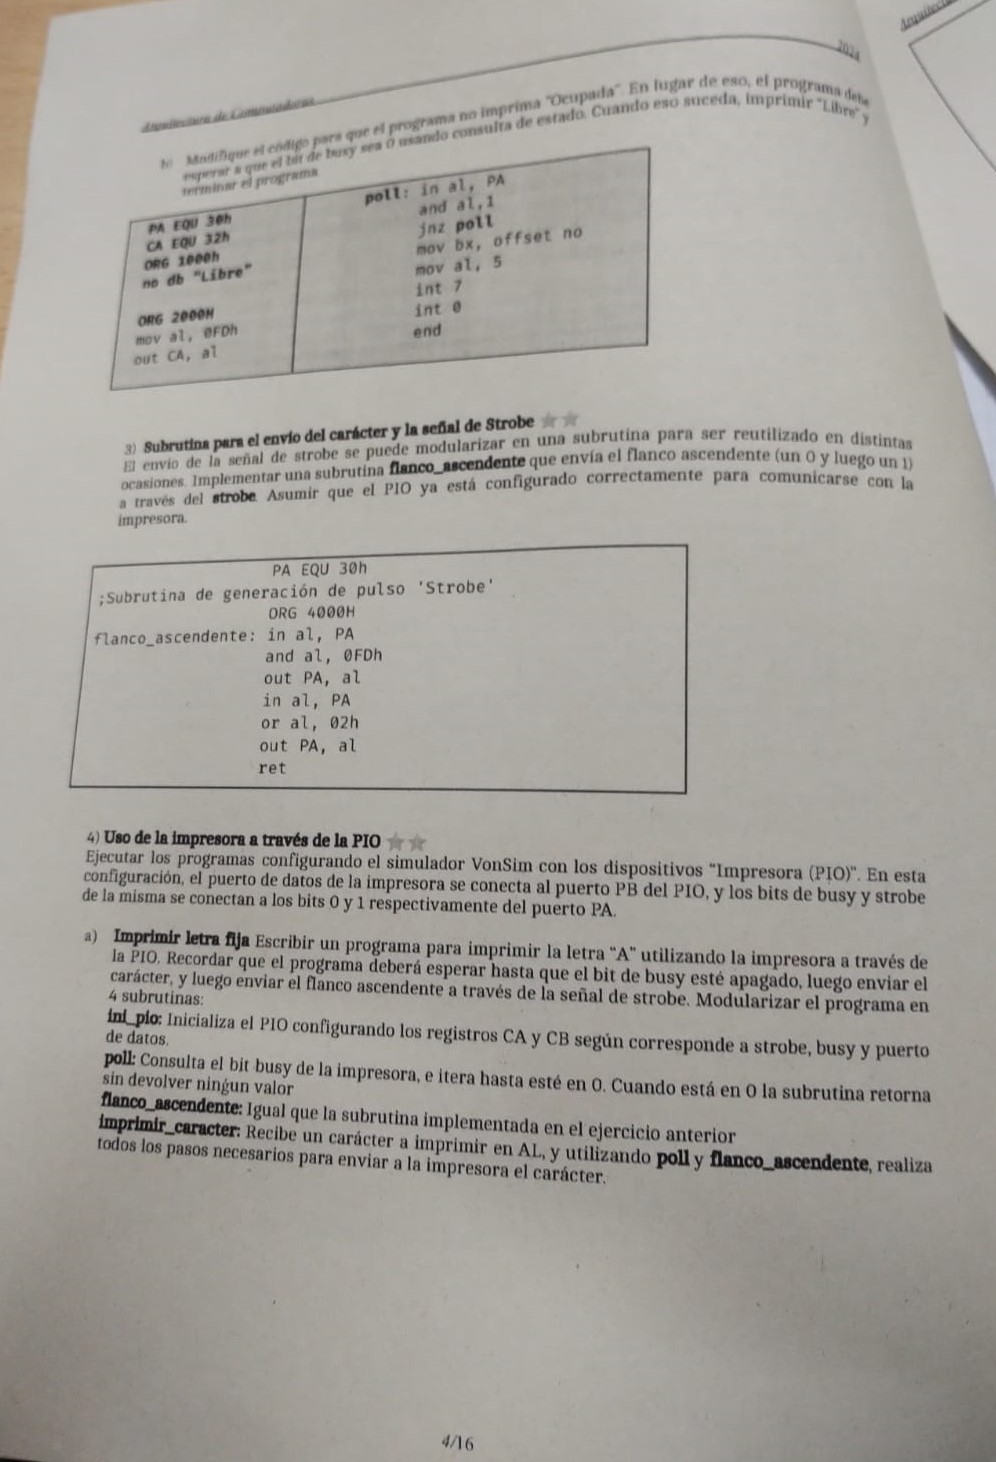 Arquitectura de Computadoras
2024
b) Modifique el código para que el programa no imprima "Ocupada". En lugar de eso, el programa debe
esperar a que el bit de busy sea 0 usando consulta de estado. Cuando eso suceda, imprimir "Libre" y
terminar el programa
PA EQU 30h
CA EQU 32h
ORG 1000h
no db "Libre"
ORG 2000H
mov al, 0FDh
out CA, al
poll: in al, PA
and al,1
jnz poll
mov bx, offset no
mov al, 5
int 7
int 0
end
3) Subrutina para el envío del carácter y la señal de Strobe
El envío de la señal de strobe se puede modularizar en una subrutina para ser reutilizado en distintas
ocasiones. Implementar una subrutina flanco_ascendente que envía el flanco ascendente (un 0 y luego un 1)
a través del strobe. Asumir que el PIO ya está configurado correctamente para comunicarse con la
impresora.
PA EQU 30h
;Subrutina de generación de pulso 'Strobe'
ORG 4000H
flanco_ascendente: in al, PA
and al, 0FDh
out PA, al
in al, PA
or al, 02h
out PA, al
ret
4) Uso de la impresora a través de la PIO
Ejecutar los programas configurando el simulador VonSim con los dispositivos "Impresora (PIO)". En esta
configuración, el puerto de datos de la impresora se conecta al puerto PB del PIO, y los bits de busy y strobe
de la misma se conectan a los bits 0 y 1 respectivamente del puerto PA.
a) Imprimir letra fija Escribir un programa para imprimir la letra "A" utilizando la impresora a través de
la PIO. Recordar que el programa deberá esperar hasta que el bit de busy esté apagado, luego enviar el
carácter, y luego enviar el flanco ascendente a través de la señal de strobe. Modularizar el programa en
4 subrutinas:
ini_pio: Inicializa el PIO configurando los registros CA y CB según corresponde a strobe, busy y puerto
de datos.
poll: Consulta el bit busy de la impresora, e itera hasta esté en 0. Cuando está en 0 la subrutina retorna
sin devolver ningun valor
flanco_ascendente: Igual que la subrutina implementada en el ejercicio anterior
imprimir_caracter: Recibe un carácter a imprimir en AL, y utilizando poll y flanco_ascendente, realiza
todos los pasos necesarios para enviar a la impresora el carácter.
4/16